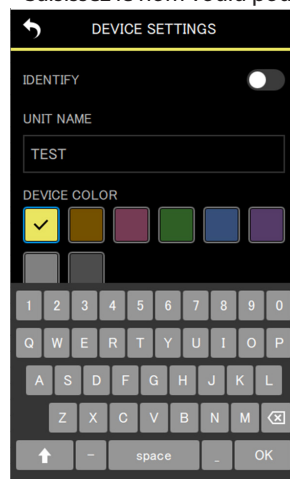 DEVICE SETTINGS
IDENTIFY
UNIT NAME
TEST
DEVICE COLOR
1 2 3 4 5 6 7 8 9 0
Q W E R T Y U I O P
A S D F G H J K L
Z X C V B N M
– space _ OK